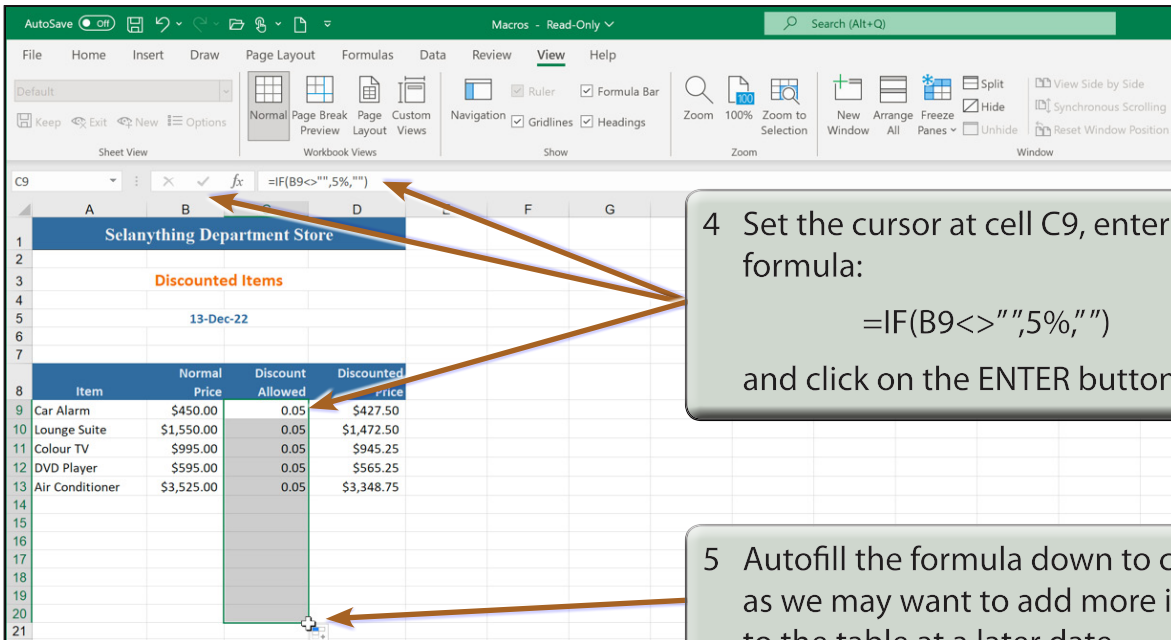 AutoSave Off Macros - Read-Only Search (Alt+Q)
File Home Insert Draw Page Layout Formulas Data Review View Help
Default
Keep Exit New Options
Sheet View
Normal Page Break Preview Page Layout Custom Views
Workbook Views
Navigation Ruler Formula Bar
Gridlines Headings
Show
Zoom 100% Zoom to Selection
100
Zoom
New Window Arrange All Freeze Panes
Split
Hide
Unhide
View Side by Side
Synchronous Scrolling
Reset Window Position
Window
C9 fx =IF(B9<>"",5%,"")
A B D F G
1 Selanything Department Store
2
3 Discounted Items
4
5 13-Dec-22
6
7
Normal Discount Discounted
8 Item Price Allowed Price
9 Car Alarm $450.00 0.05 $427.50
10 Lounge Suite $1,550.00 0.05 $1,472.50
11 Colour TV $995.00 0.05 $945.25
12 DVD Player $595.00 0.05 $565.25
13 Air Conditioner $3,525.00 0.05 $3,348.75
14
15
16
17
18
19
20
21
4 Set the cursor at cell C9, enter
formula:
=IF(B9<>"",5%,"")
and click on the ENTER button
5 Autofill the formula down to
as we may want to add more
to the table at a later date